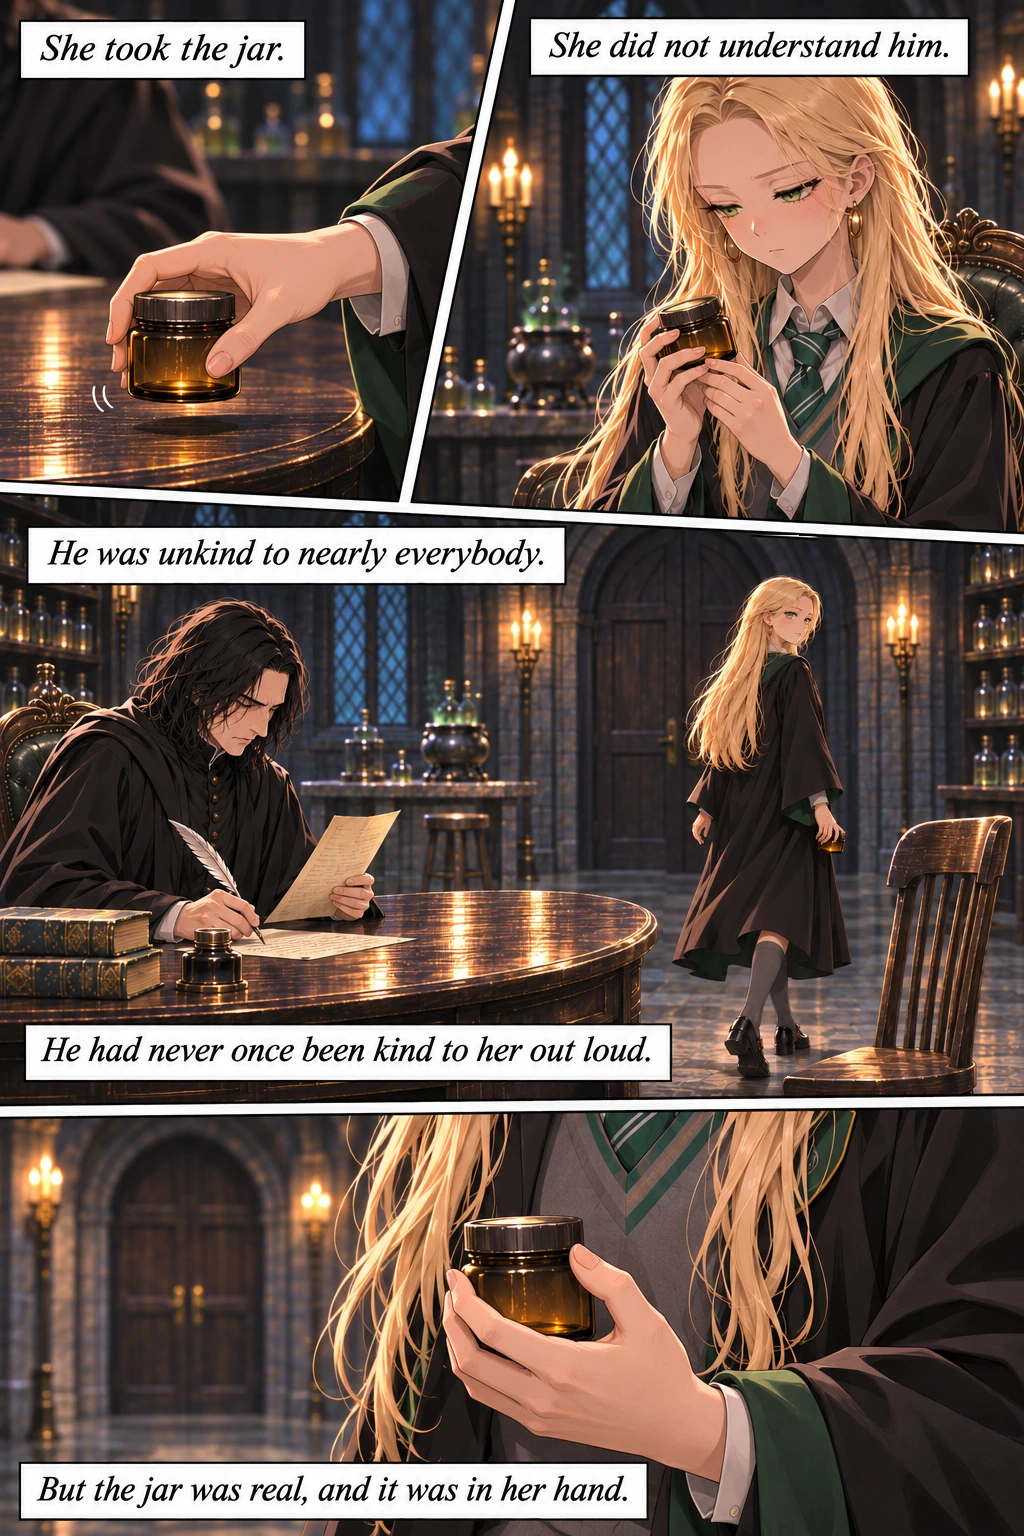 She took the jar.
She did not understand him.
He was unkind to nearly everybody.
He had never once been kind to her out loud.
But the jar was real, and it was in her hand.